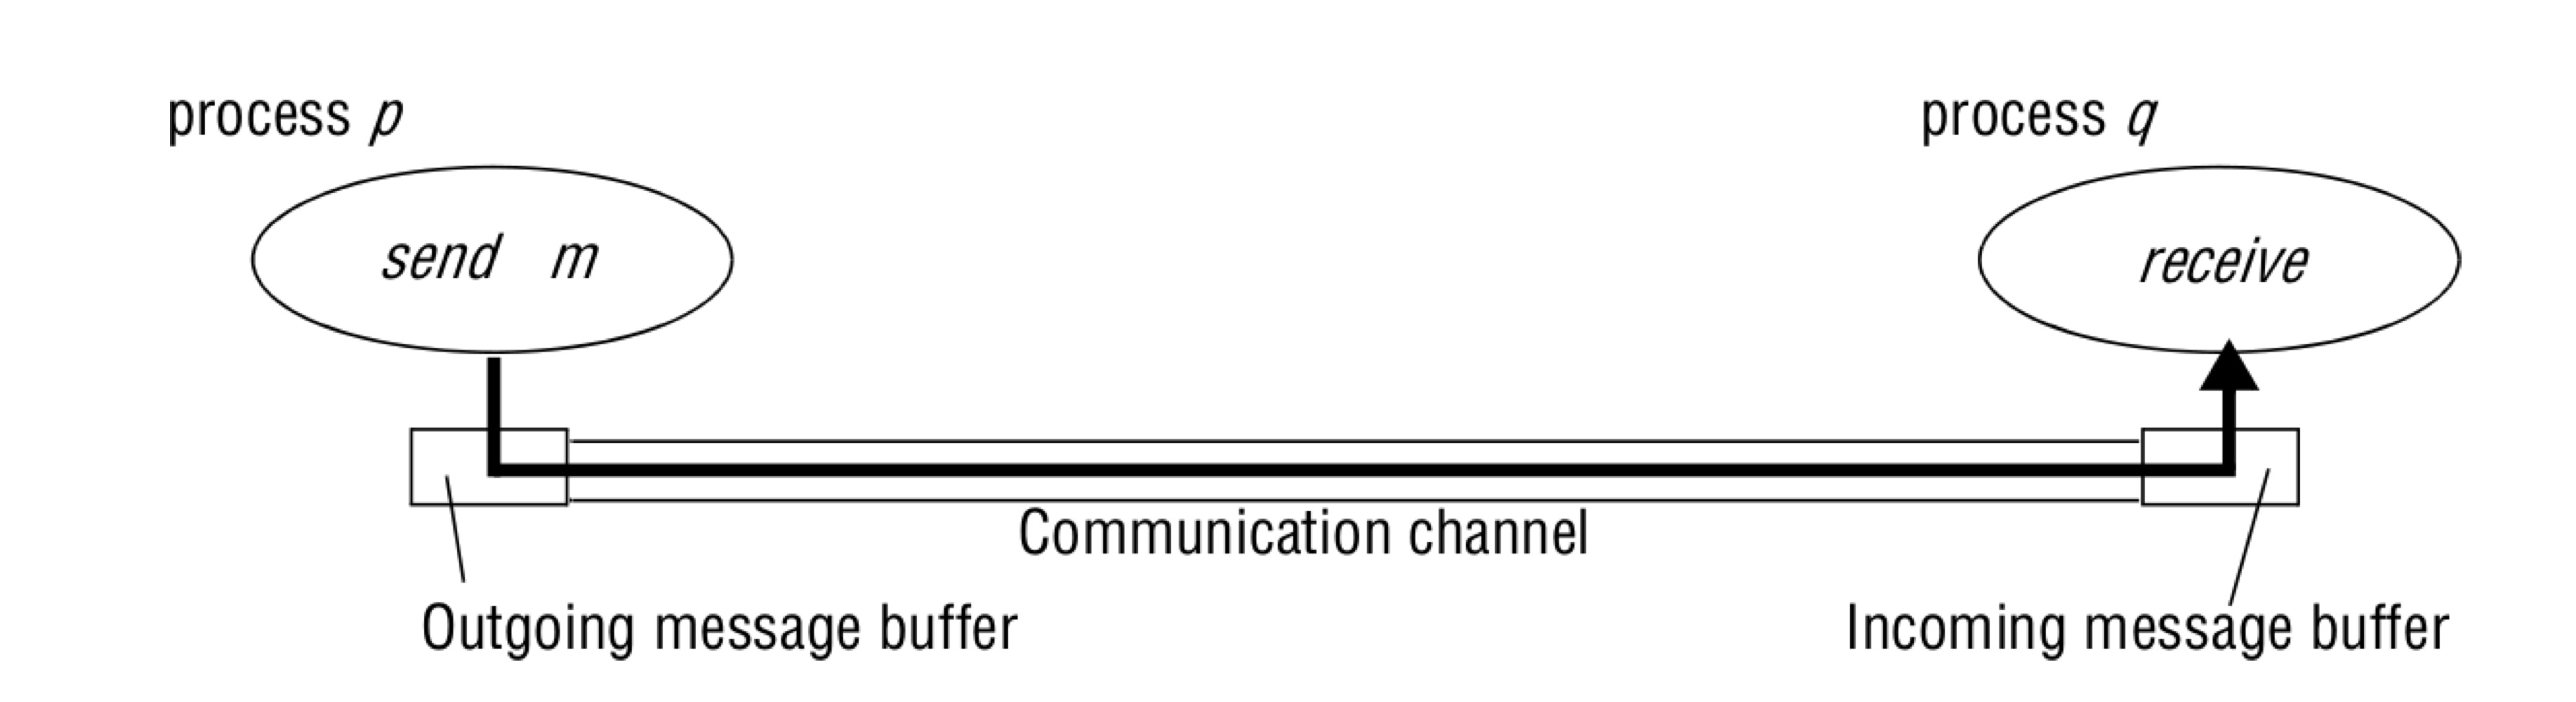 process p
process q
send m
receive
Communication channel
Outgoing message buffer
Incoming message buffer